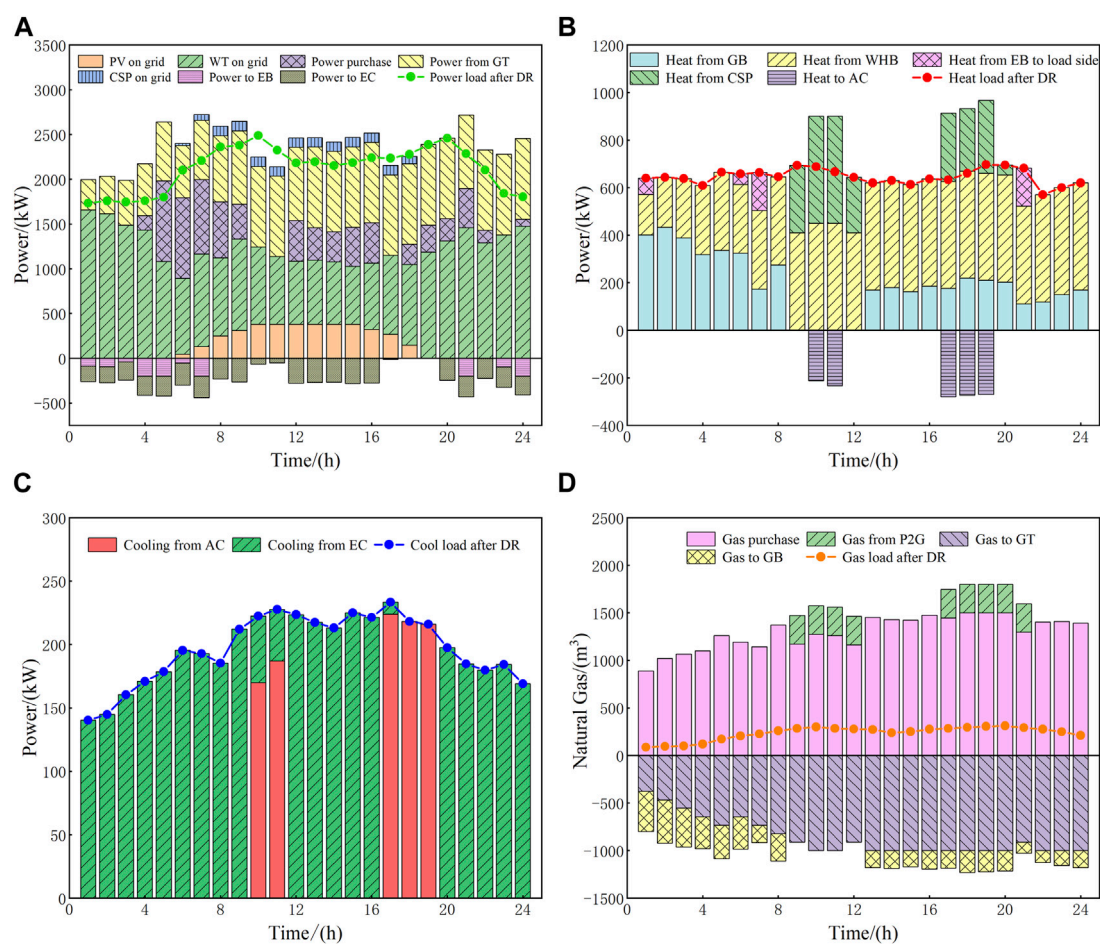 A
PV on grid WT on grid Power purchase Power from GT
CSP on grid Power to EB Power to EC Power load after DR
Power/(kW)
3500
3000
2500
2000
1500
1000
500
0
−500
0 4 8 12 16 20 24
Time/(h)
B
Heat from GB Heat from WHB Heat from EB to load side
Heat from CSP Heat to AC Heat load after DR
Power/(kW)
1200
1000
800
600
400
200
0
−200
−400
0 4 8 12 16 20 24
Time/(h)
C
Cooling from AC Cooling from EC Cool load after DR
Power/(kW)
300
250
200
150
100
50
0
0 4 8 12 16 20 24
Time/(h)
D
Gas purchase Gas from P2G Gas to GT
Gas to GB Gas load after DR
Natural Gas/(m³)
2500
2000
1500
1000
500
0
−500
−1000
−1500
0 4 8 12 16 20 24
Time/(h)